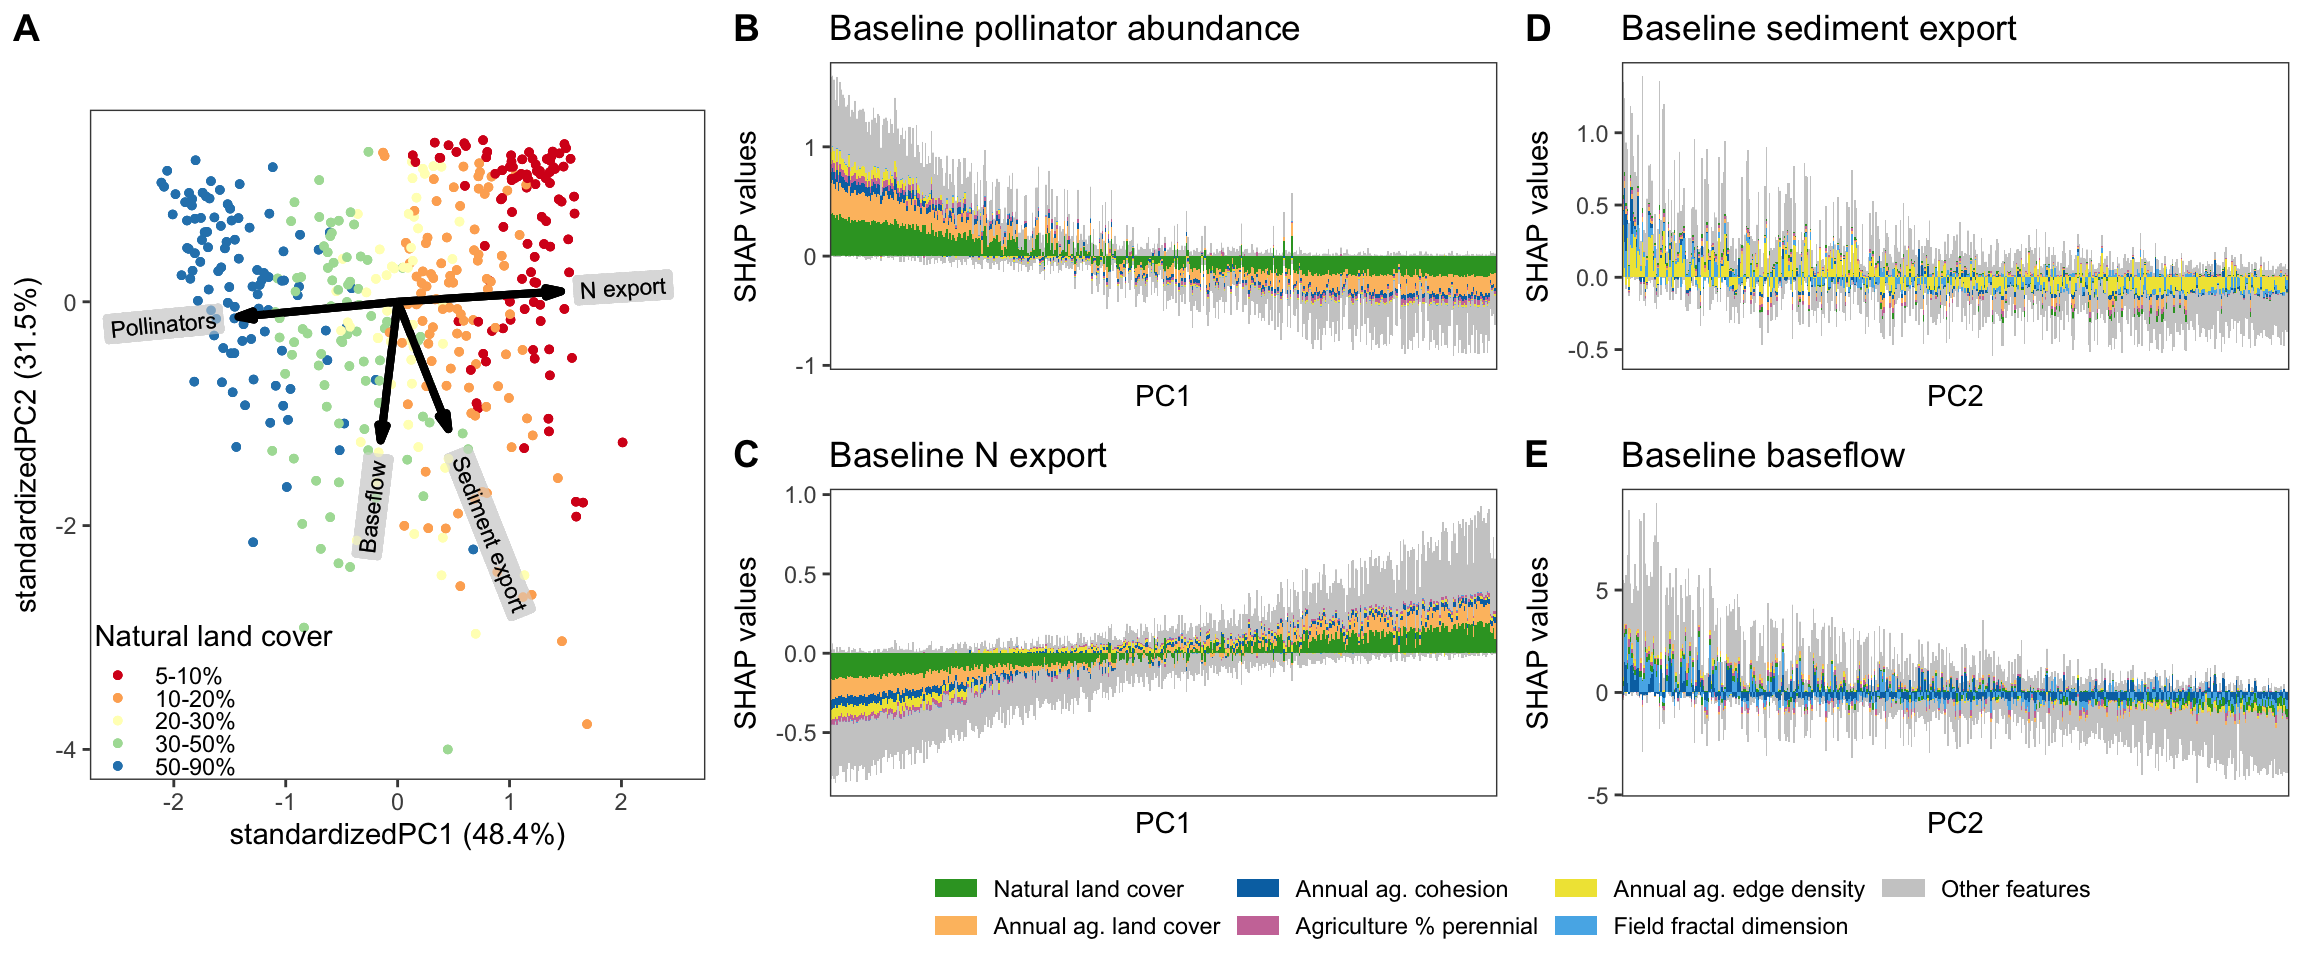 A
standardizedPC2 (31.5%)
0
-2
-4
Pollinators
N export
Baseflow
Sediment export
Natural land cover
5-10%
10-20%
20-30%
30-50%
50-90%
-2
-1
0
1
2
standardizedPC1 (48.4%)
B
Baseline pollinator abundance
SHAP values
1
0
-1
PC1
C
Baseline N export
SHAP values
1.0
0.5
0.0
-0.5
PC1
D
Baseline sediment export
SHAP values
1.0
0.5
0.0
-0.5
PC2
E
Baseline baseflow
SHAP values
5
0
-5
PC2
Natural land cover
Annual ag. cohesion
Annual ag. edge density
Other features
Annual ag. land cover
Agriculture % perennial
Field fractal dimension